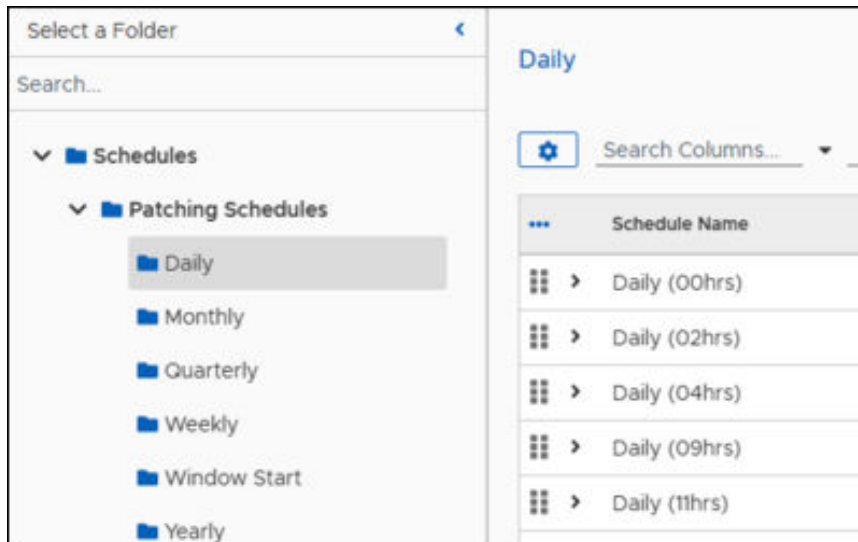 Select a Folder
Search...
Schedules
Patching Schedules
Daily
Monthly
Quarterly
Weekly
Window Start
Yearly
Daily
Search Columns...
Schedule Name
Daily (00hrs)
Daily (02hrs)
Daily (04hrs)
Daily (09hrs)
Daily (11hrs)